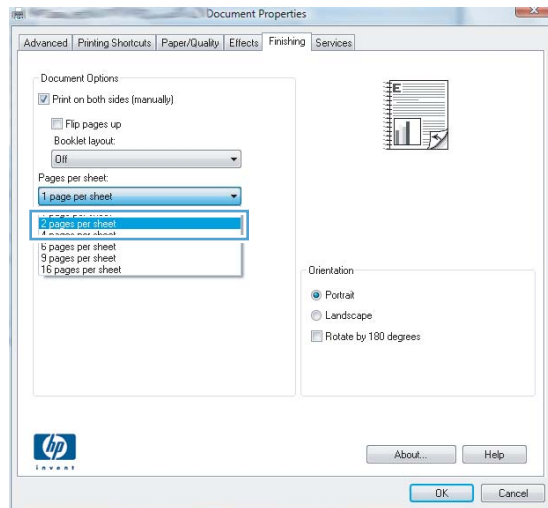 Document Properties
Advanced Printing Shortcuts Paper/Quality Effects Finishing Services
Document Options
Print on both sides (manually)
Flip pages up
Booklet layout:
Off
Pages per sheet:
1 page per sheet
2 pages per sheet
6 pages per sheet
9 pages per sheet
16 pages per sheet
E
Orientation
Portrait
Landscape
Rotate by 180 degrees
hp
invent
About... Help
OK Cancel